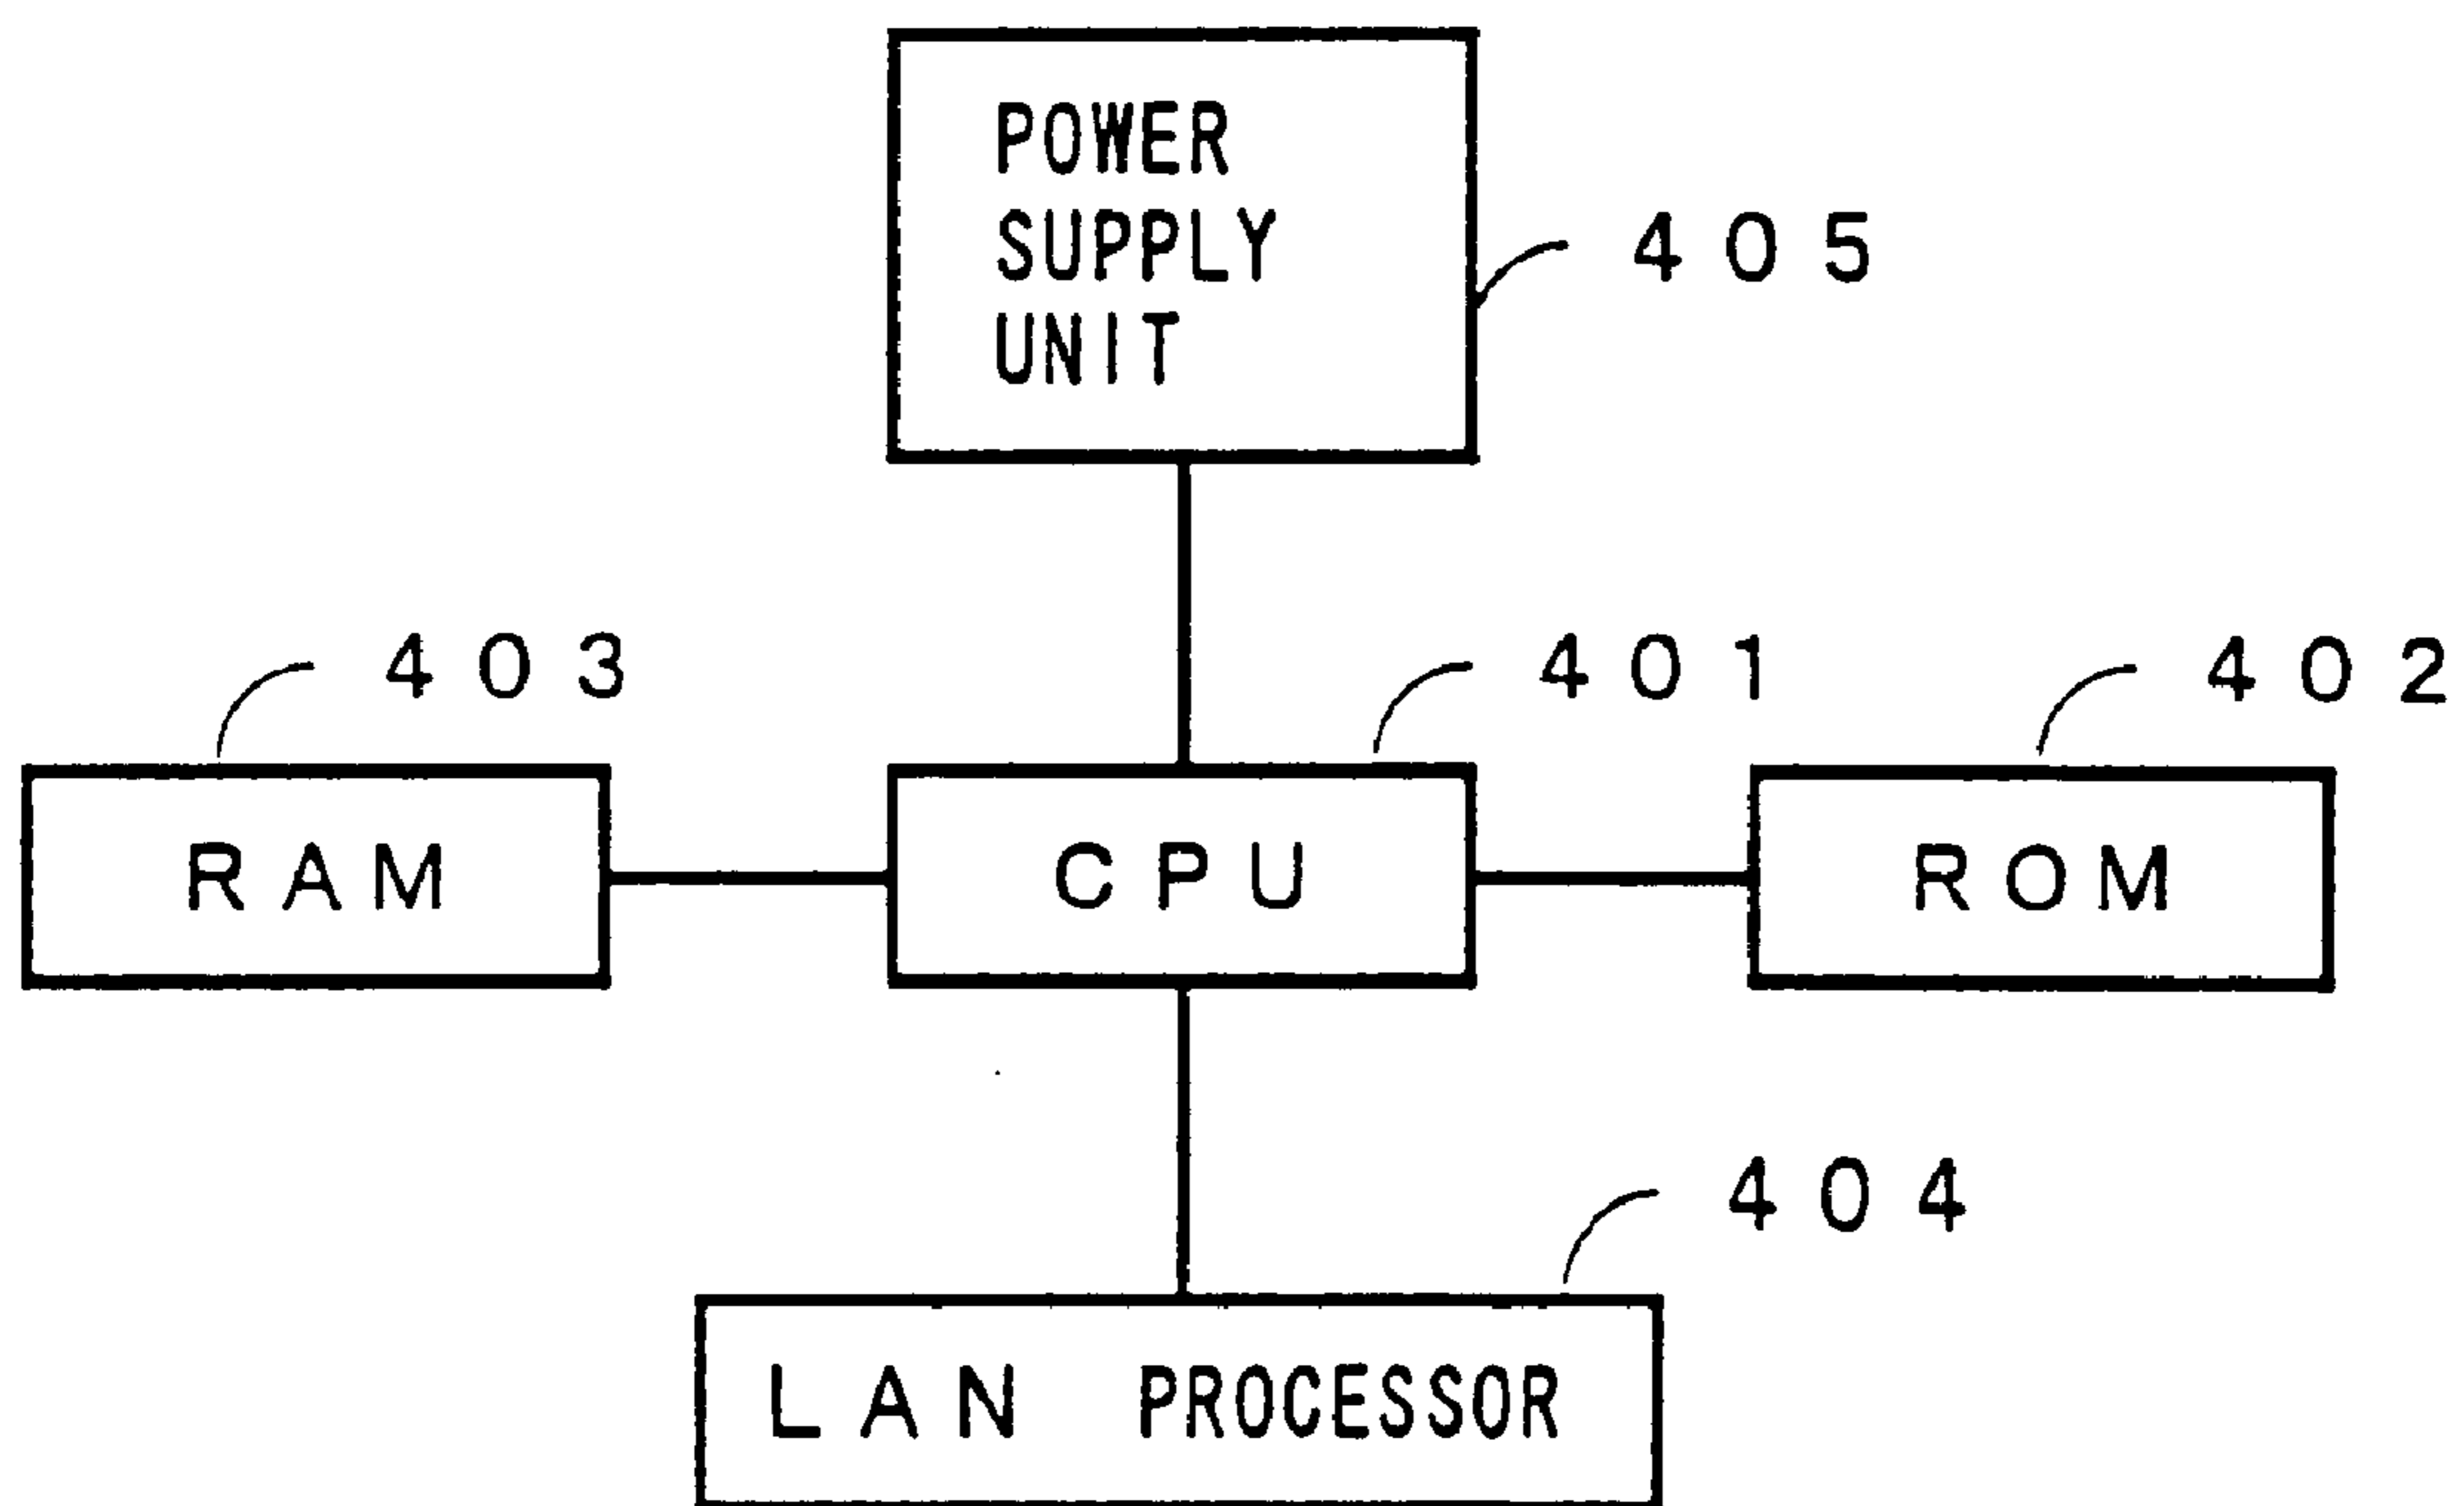 POWER
SUPPLY
UNIT
405
403
401
402
RAM
CPU
ROM
404
LAN PROCESSOR